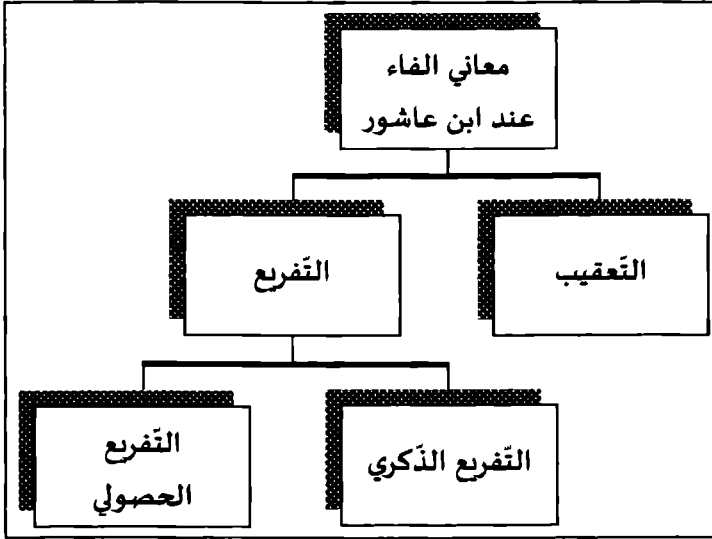 معاني الفاء
عند ابن عاشور
التَّعقيب
التَّفريع
التَّفريع الذَّكري
التَّفريع
الحصولي